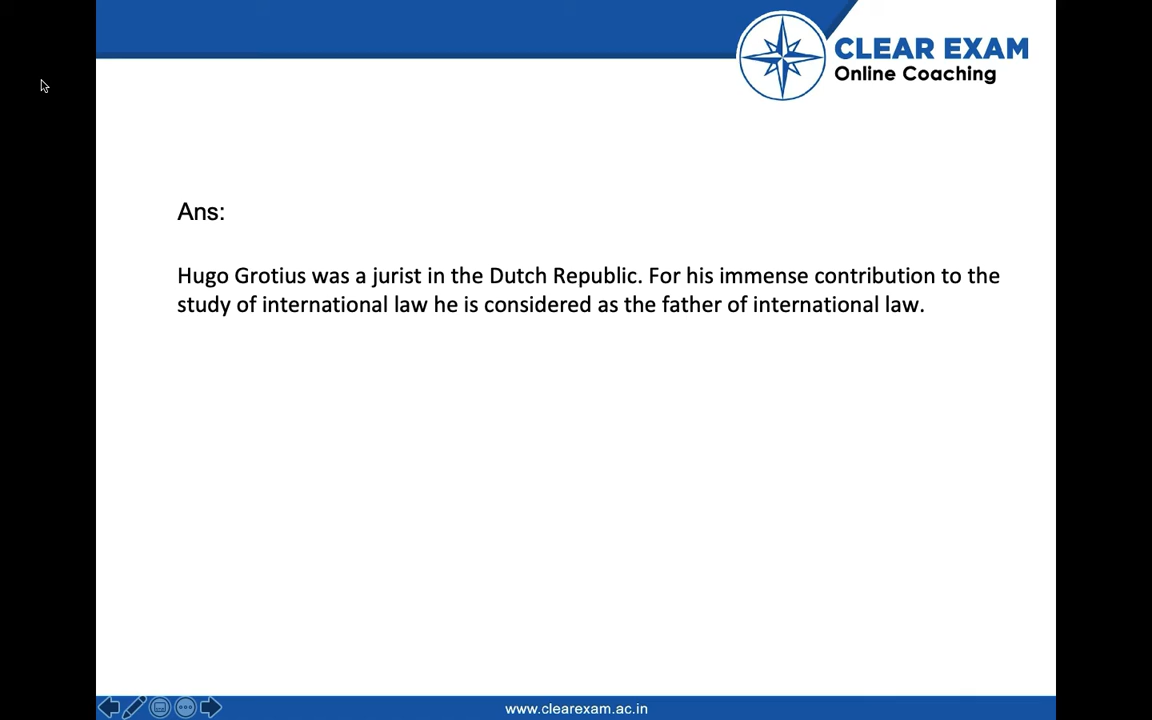 CLEAR EXAM
Online Coaching
Ans:
Hugo Grotius was a jurist in the Dutch Republic. For his immense contribution to the
study of international law he is considered as the father of international law.
www.clearexam.ac.in